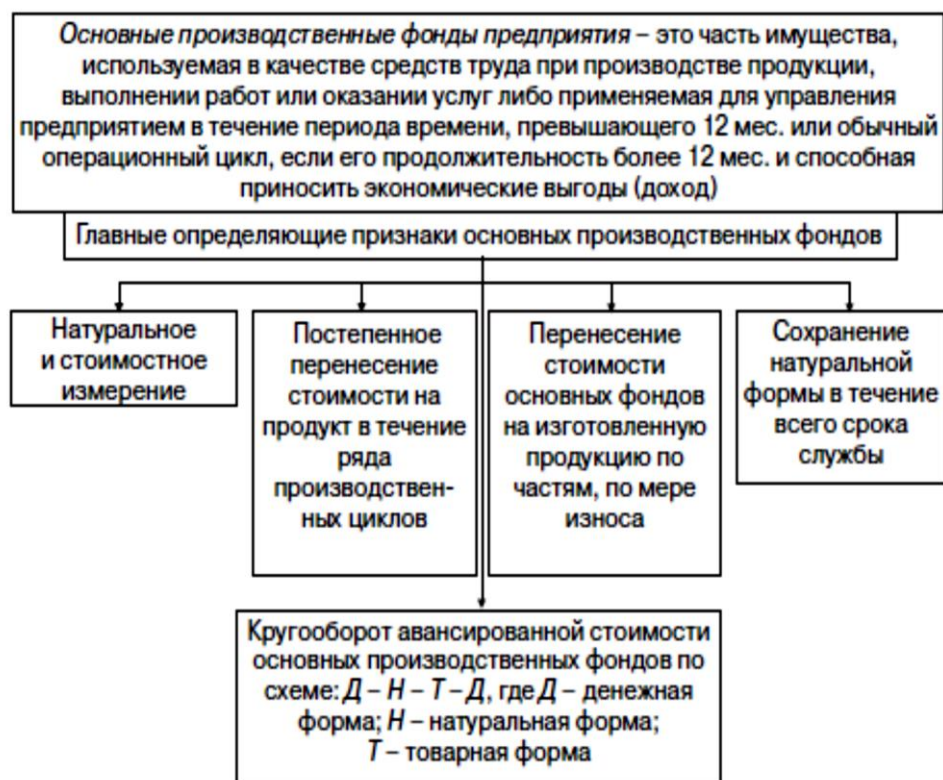 Основные производственные фонды предприятия – это часть имущества,
используемая в качестве средств труда при производстве продукции,
выполнении работ или оказании услуг либо применяемая для управления
предприятием в течение периода времени, превышающего 12 мес. или обычный
операционный цикл, если его продолжительность более 12 мес. и способная
приносить экономические выгоды (доход)
Главные определяющие признаки основных производственных фондов
Натуральное
и стоимостное
измерение
Постепенное
перенесение
стоимости на
продукт в течение
ряда
производствен-
ных циклов
Перенесение
стоимости
основных фондов
на изготовленную
продукцию по
частям, по мере
износа
Сохранение
натуральной
формы в течение
всего срока
службы
Кругооборот авансированной стоимости
основных производственных фондов по
схеме: Д – Н – Т – Д, где Д – денежная
форма; Н – натуральная форма;
Т – товарная форма